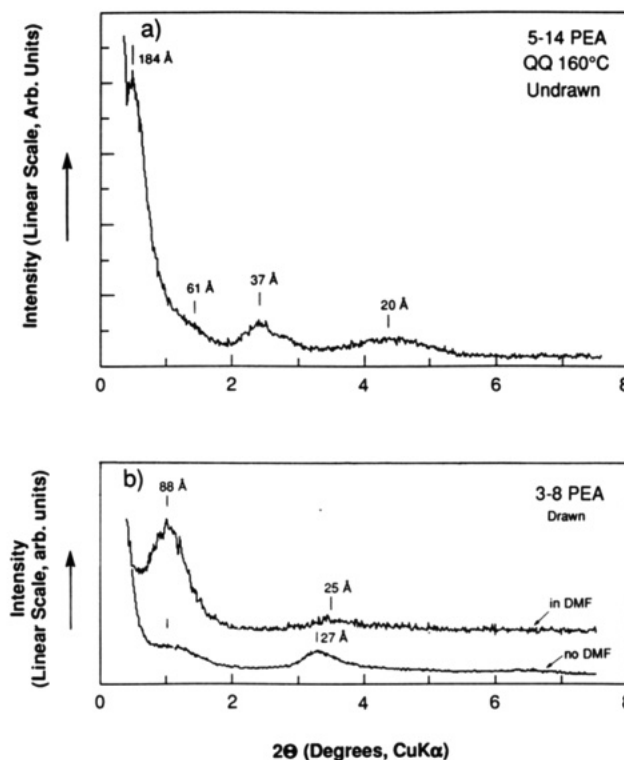 a)
184 Å
5-14 PEA
QQ 160°C
Undrawn
Intensity (Linear Scale, Arb. Units)
61 Å
37 Å
20 Å
0
2
4
6
8
b)
88 Å
3-8 PEA
Drawn
Intensity
(Linear Scale, arb. units)
25 Å
in DMF
27 Å
no DMF
0
2
4
6
8
2Θ (Degrees, CuKα)